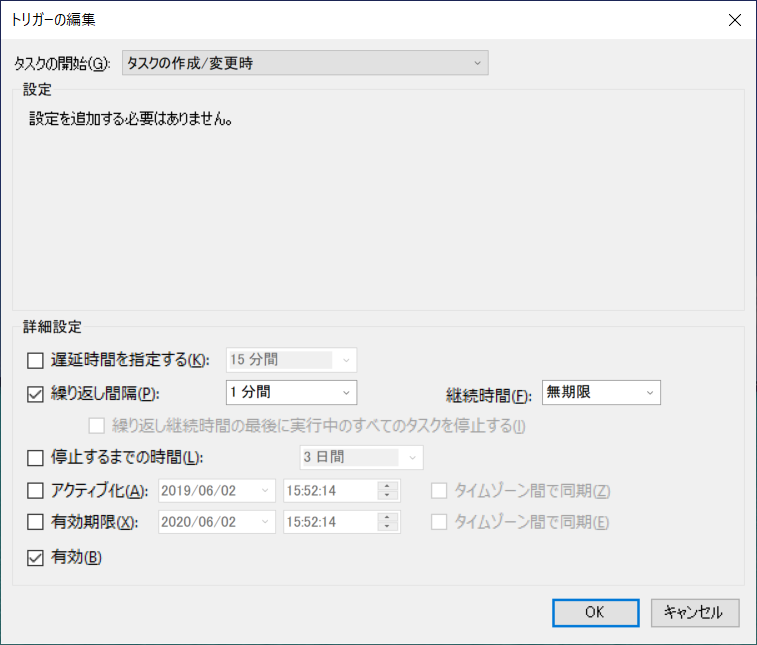 トリガーの編集
タスクの開始(G): タスクの作成/変更時
設定
設定を追加する必要はありません。
詳細設定
遅延時間を指定する(K): 15 分間
繰り返し間隔(P): 1 分間 継続時間(F): 無期限
繰り返し継続時間の最後に実行中のすべてのタスクを停止する(I)
停止するまでの時間(L): 3 日間
アクティブ化(A): 2019/06/02 15:52:14 タイムゾーン間で同期(Z)
有効期限(X): 2020/06/02 15:52:14 タイムゾーン間で同期(E)
有効(B)
OK キャンセル